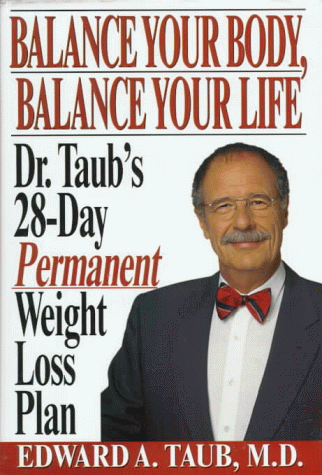 BALANCE YOUR BODY,
BALANCE YOUR LIFE
Dr. Taub's
28-Day
Permanent
Weight
Loss
Plan
EDWARD A. TAUB, M.D.